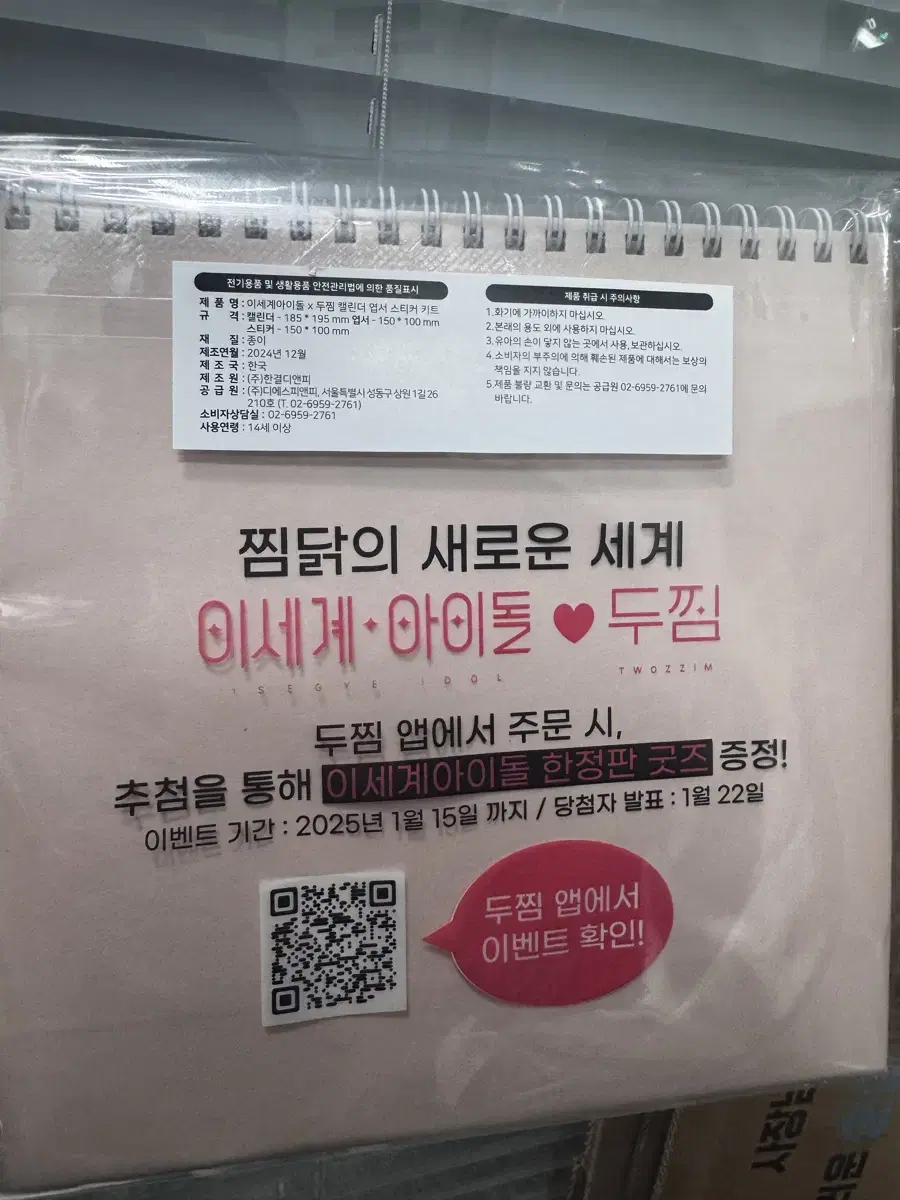 전기용품 및 생활용품 안전관리법에 의한 품질표시
제 품 명 : 이세계아이돌 x 두찜 캘린더 엽서 스티커 키트
규 격 : 캘린더 - 185 * 195 mm 엽서 - 150 * 100 mm
스티커 - 150 * 100 mm
재 질 : 종이
제조연월 : 2024년 12월
제 조 국 : 한국
제 조 원 : (주)한결디앤피
공 급 원 : (주)디에스피앤피, 서울특별시 성동구 상원 1길 26
210호 (T. 02-6959-2761)
소비자상담실 : 02-6959-2761
사용연령 : 14세 이상
제품 취급 시 주의사항
1.화기에 가까이하지 마십시오.
2.본래의 용도 외에 사용하지 마십시오.
3.유아의 손이 닿지 않는 곳에서 사용,보관하십시오.
4.소비자의 부주의에 의해 훼손된 제품에 대해서는 보상의
책임을 지지 않습니다.
5.제품 불량 교환 및 문의는 공급원 02-6959-2761에 문의
바랍니다.
찜닭의 새로운 세계
이세계·아이돌 ♥ 두찜
ISEGYE IDOL TWOZZIM
두찜 앱에서 주문 시,
추첨을 통해 이세계아이돌 한정판 굿즈 증정!
이벤트 기간 : 2025년 1월 15일 까지 / 당첨자 발표 : 1월 22일
두찜 앱에서
이벤트 확인!